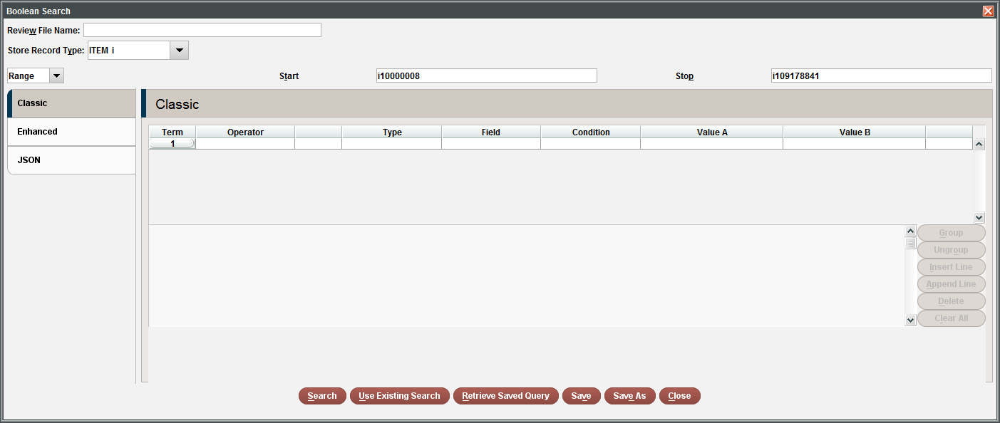 Boolean Search
Review File Name:
Store Record Type: ITEM i
Range Start i10000008 Stop i109178841
Classic
Enhanced
JSON
Classic
Term Operator Type Field Condition Value A Value B
1
Group
Ungroup
Insert Line
Append Line
Delete
Clear All
Search Use Existing Search Retrieve Saved Query Save Save As Close